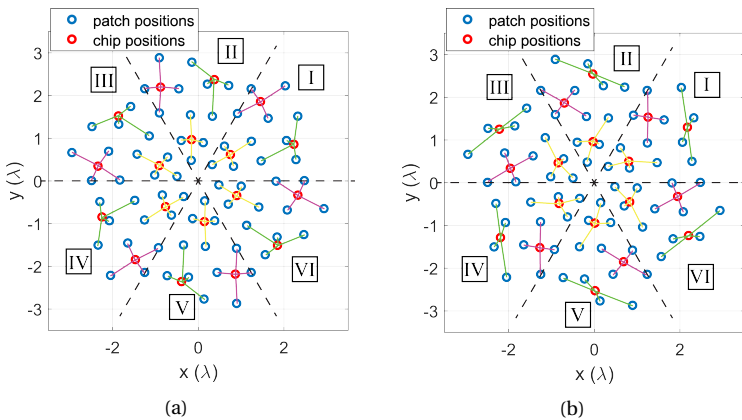 patch positions
chip positions
3
2
1
0
-1
-2
-3
y (λ)
-2
0
2
x (λ)
I
II
III
IV
V
VI
(a)
patch positions
chip positions
3
2
1
0
-1
-2
-3
y (λ)
-2
0
2
x (λ)
I
II
III
IV
V
VI
(b)